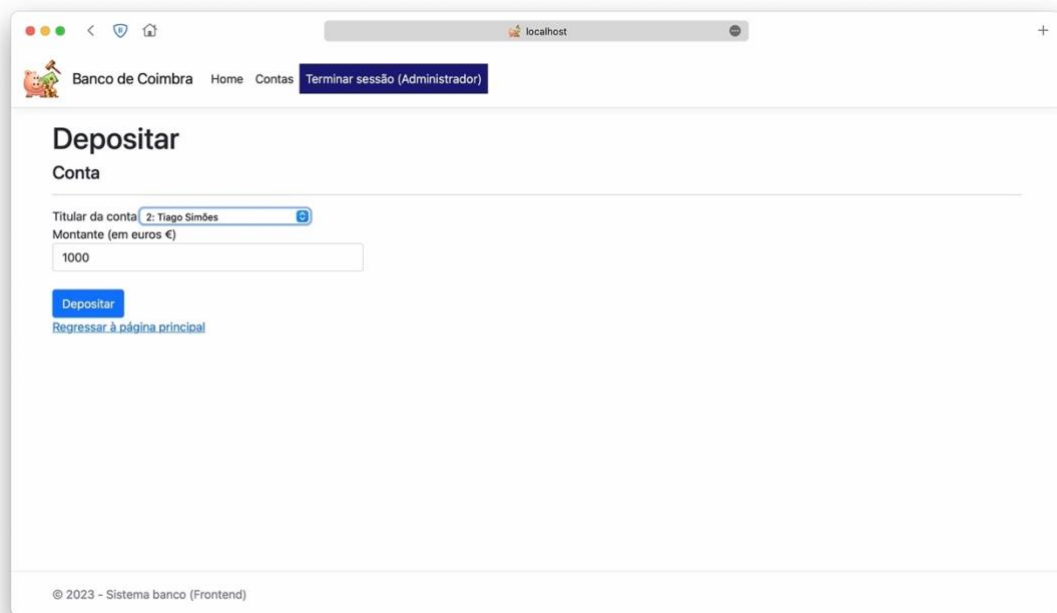 localhost
Banco de Coimbra Home Contas Terminar sessão (Administrador)
Depositar
Conta
Titular da conta 2: Tiago Simões
Montante (em euros €)
1000
Depositar
Regressar à página principal
© 2023 - Sistema banco (Frontend)